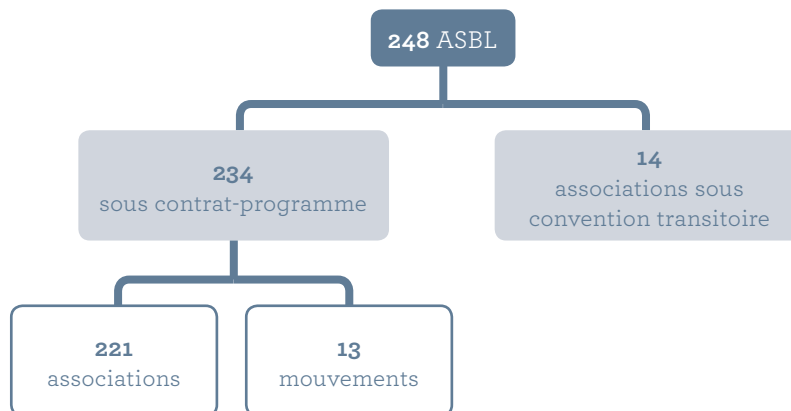 248 ASBL
234
sous contrat-programme
14
associations sous
convention transitoire
221
associations
13
mouvements